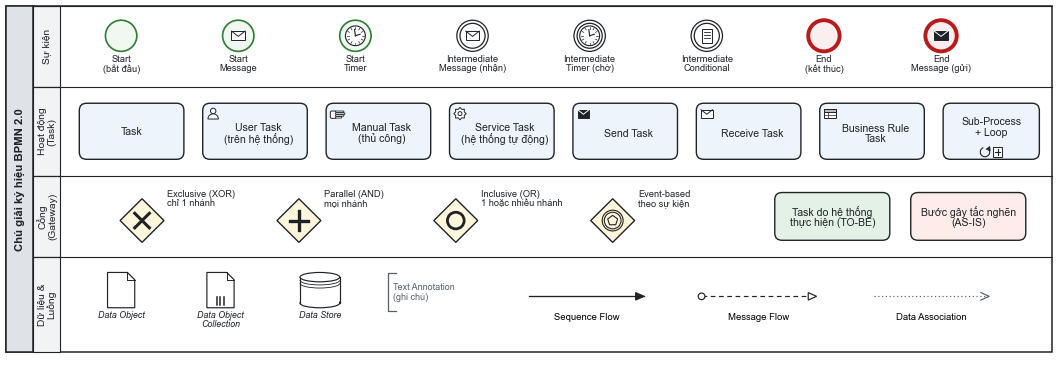 Chú giải ký hiệu BPMN 2.0
Sự kiện
Start
(bắt đầu)
Start
Message
Start
Timer
Intermediate
Message (nhận)
Intermediate
Timer (chờ)
Intermediate
Conditional
End
(kết thúc)
End
Message (gửi)
Hoạt động
(Task)
Task
User Task
(trên hệ thống)
Manual Task
(thủ công)
Service Task
(hệ thống tự động)
Send Task
Receive Task
Business Rule
Task
Sub-Process
+ Loop
Cổng
(Gateway)
Exclusive (XOR)
chỉ 1 nhánh
Parallel (AND)
mọi nhánh
Inclusive (OR)
1 hoặc nhiều nhánh
Event-based
theo sự kiện
Task do hệ thống
thực hiện (TO-BE)
Bước gây tắc nghẽn
(AS-IS)
Dữ liệu &
Luồng
Data Object
Data Object
Collection
Data Store
Text Annotation
(ghi chú)
Sequence Flow
Message Flow
Data Association